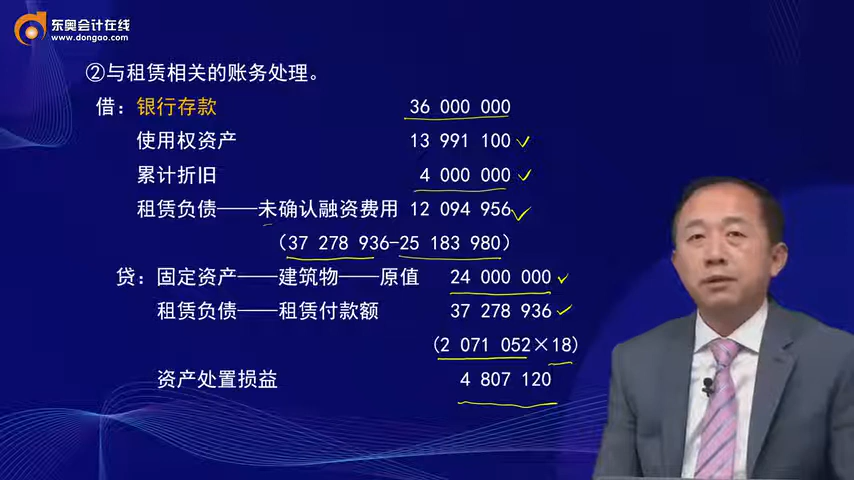 东奥会计在线
www.dongao.com
②与租赁相关的账务处理。
借：银行存款 36 000 000
使用权资产 13 991 100
累计折旧 4 000 000
租赁负债——未确认融资费用 12 094 956
（37 278 936-25 183 980）
贷：固定资产——建筑物——原值 24 000 000
租赁负债——租赁付款额 37 278 936
(2 071 052×18)
资产处置损益 4 807 120